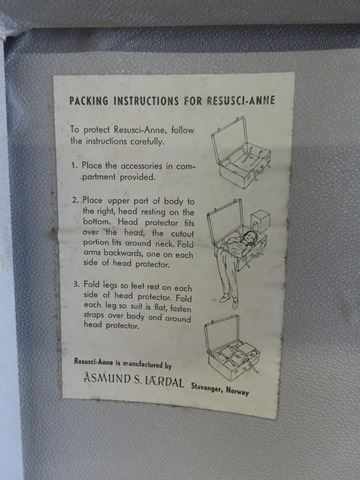 PACKING INSTRUCTIONS FOR RESUSCI-ANNE
To protect Resusci-Anne, follow
the instructions carefully.
1. Place the accessories in com-
partment provided.
2. Place upper part of body to
the right, head resting on the
bottom. Head protector fits
over the head, the cutout
portion fits around neck. Fold
arms backwards, one on each
side of head protector.
3. Fold legs so feet rest on each
side of head protector. Fold
each leg so suit is flat, fasten
straps over body and around
head protector.
Resusci-Anne is manufactured by
ÅSMUND S. LÆRDAL Stavanger, Norway